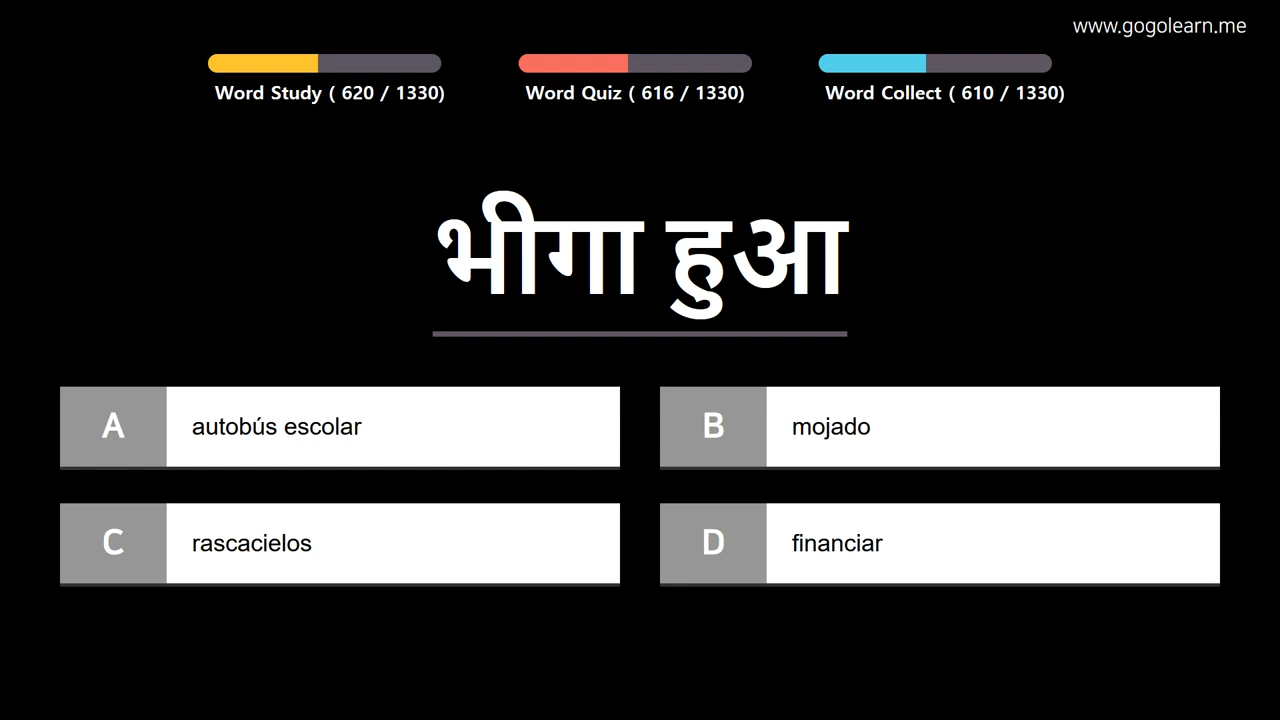 www.gogolearn.me
Word Study ( 620 / 1330)
Word Quiz ( 616 / 1330)
Word Collect ( 610 / 1330)
भीगा हुआ
A autobús escolar
B mojado
C rascacielos
D financiar